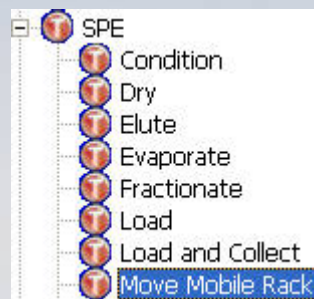 SPE
Condition
Dry
Elute
Evaporate
Fractionate
Load
Load and Collect
Move Mobile Rack